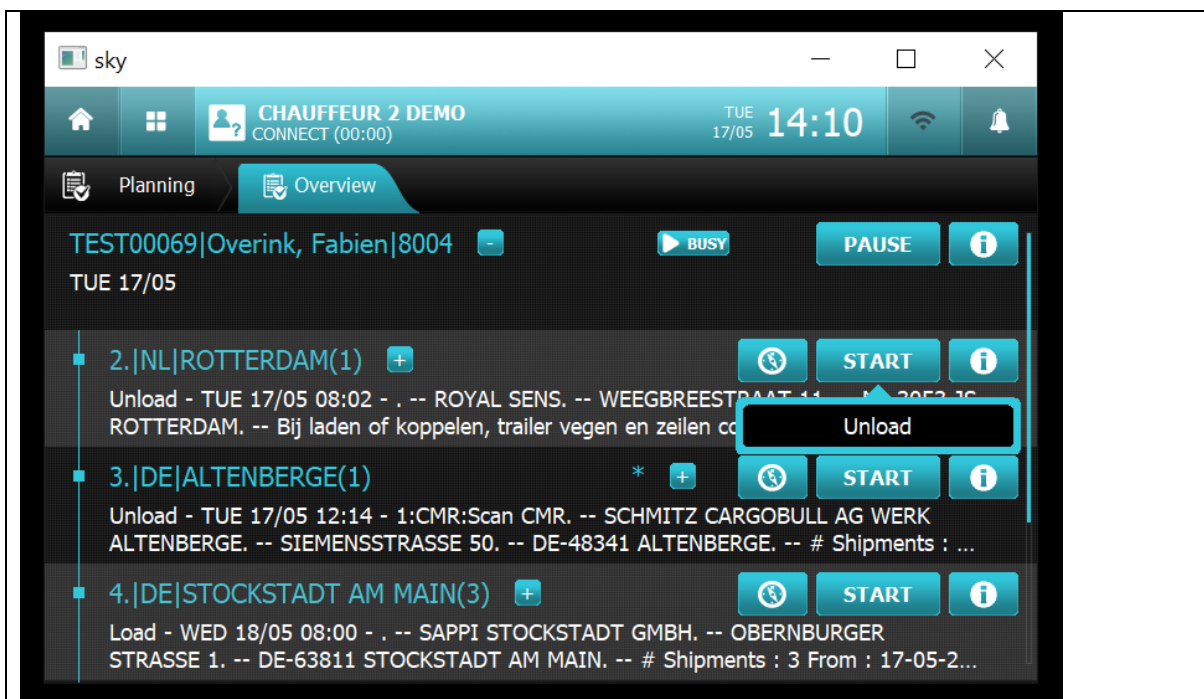 sky
CHAUFFEUR 2 DEMO
CONNECT (00:00)
TUE
17/05
14:10
Planning
Overview
TEST00069|Overink, Fabien|8004 -
BUSY
PAUSE
TUE 17/05
2.|NL|ROTTERDAM(1) +
START
Unload - TUE 17/05 08:02 - . -- ROYAL SENS. -- WEEGBREESTRAAT 11
ROTTERDAM. -- Bij laden of koppelen, trailer vegen en zeilen
Unload
3.|DE|ALTENBERGE(1) * +
START
Unload - TUE 17/05 12:14 - 1:CMR:Scan CMR. -- SCHMITZ CARGOBULL AG WERK
ALTENBERGE. -- SIEMENSSTRASSE 50. -- DE-48341 ALTENBERGE. -- # Shipments : ...
4.|DE|STOCKSTADT AM MAIN(3) +
START
Load - WED 18/05 08:00 - . -- SAPPI STOCKSTADT GMBH. -- OBERNBURGER
STRASSE 1. -- DE-63811 STOCKSTADT AM MAIN. -- # Shipments : 3 From : 17-05-2...